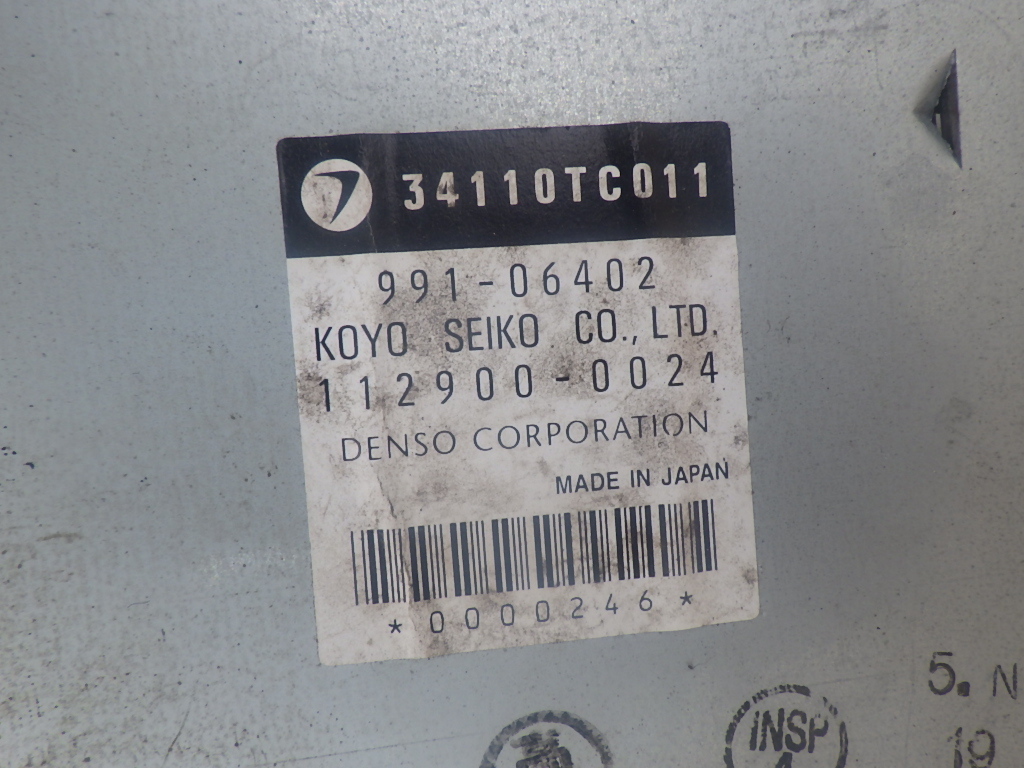 34110TC011
991-06402
KOYO SEIKO CO., LTD.
112900-0024
DENSO CORPORATION
MADE IN JAPAN
*0000246*
5. N
INSP
19